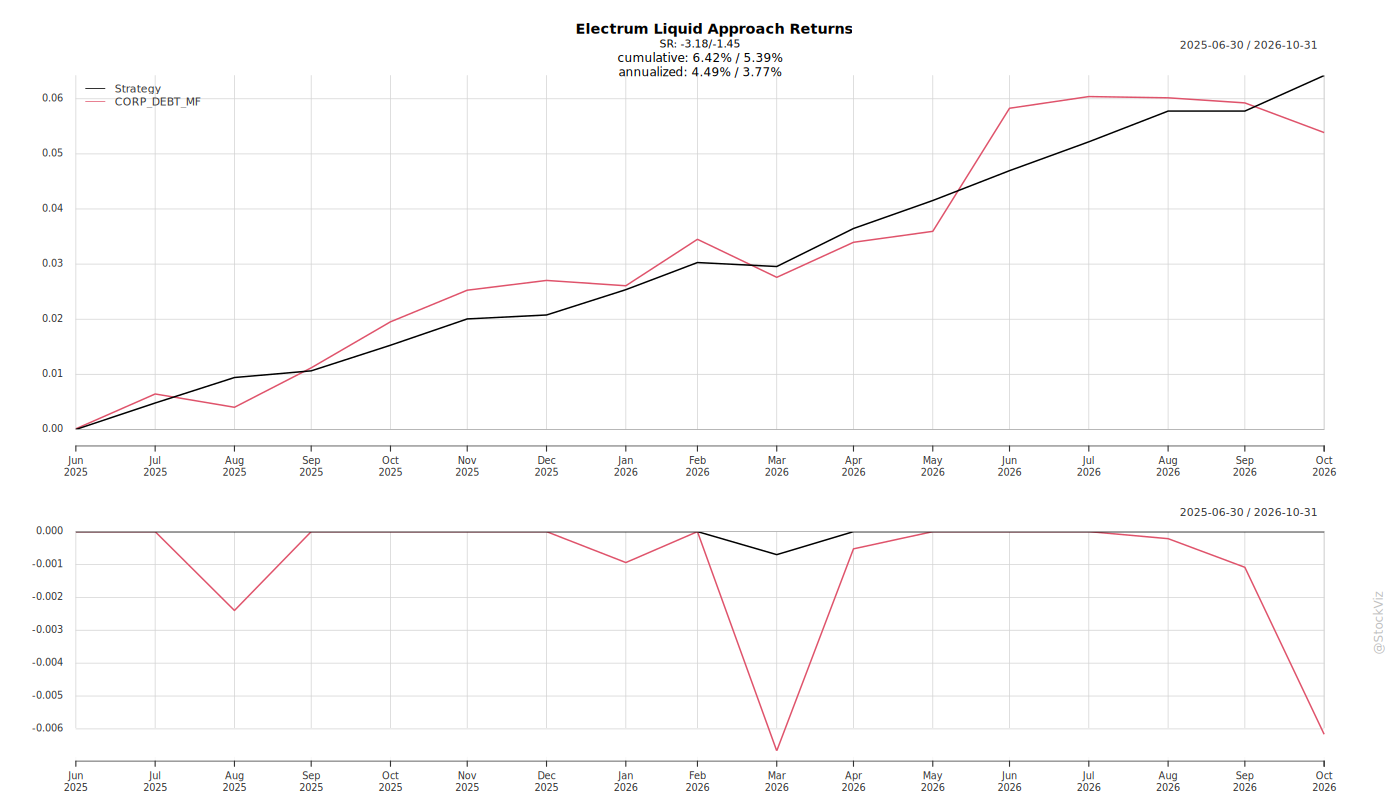 Electrum Liquid Approach Returns
SR: -3.18/-1.45
cumulative: 6.42% / 5.39%
annualized: 4.49% / 3.77%
2025-06-30 / 2026-10-31
Strategy
CORP_DEBT_MF
0.06
0.05
0.04
0.03
0.02
0.01
0.00
Jun Jul Aug Sep Oct Nov Dec Jan Feb Mar Apr May Jun Jul Aug Sep Oct
2025 2025 2025 2025 2025 2025 2025 2026 2026 2026 2026 2026 2026 2026 2026 2026 2026
2025-06-30 / 2026-10-31
0.000
-0.001
-0.002
-0.003
-0.004
-0.005
-0.006
Jun Jul Aug Sep Oct Nov Dec Jan Feb Mar Apr May Jun Jul Aug Sep Oct
2025 2025 2025 2025 2025 2025 2025 2026 2026 2026 2026 2026 2026 2026 2026 2026 2026
@StockViz